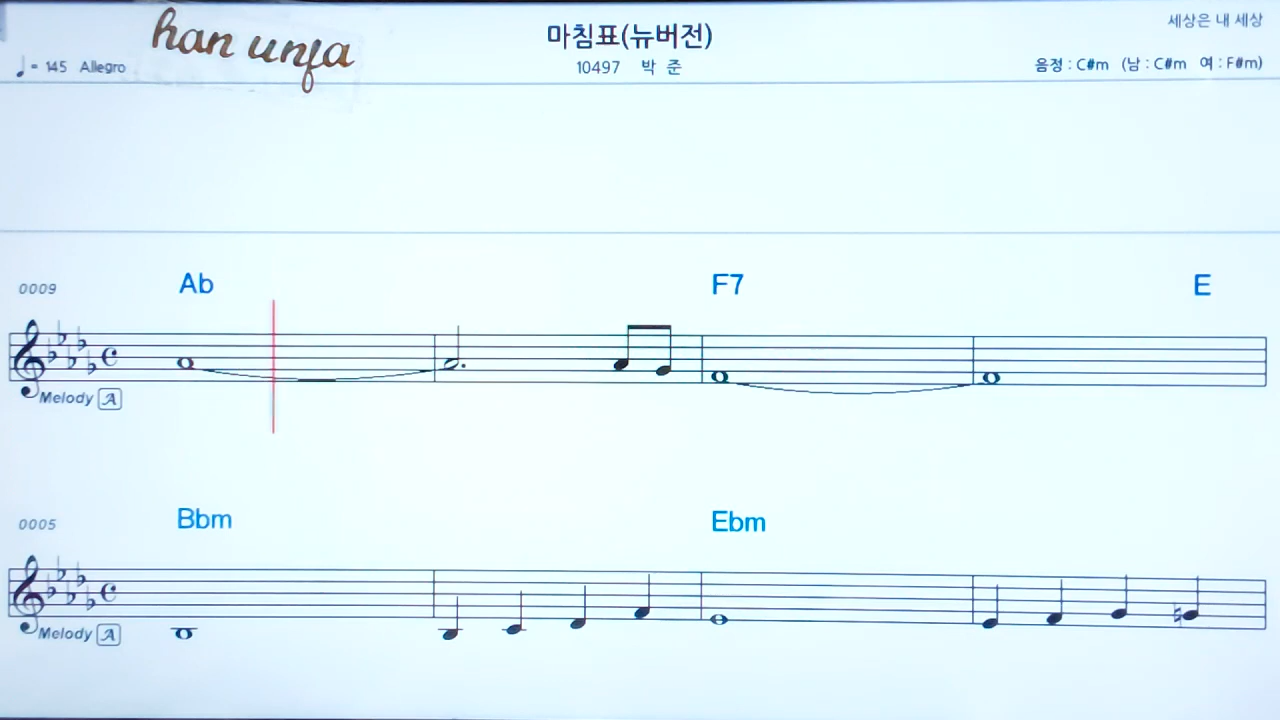 han unfa
마침표(뉴버전)
세상은 내 세상
♩= 145 Allegro
10497 박 준
음정 : C#m (남 : C#m 여 : F#m)
0009 Ab F7 E
Melody A
0005 Bbm Ebm
Melody A